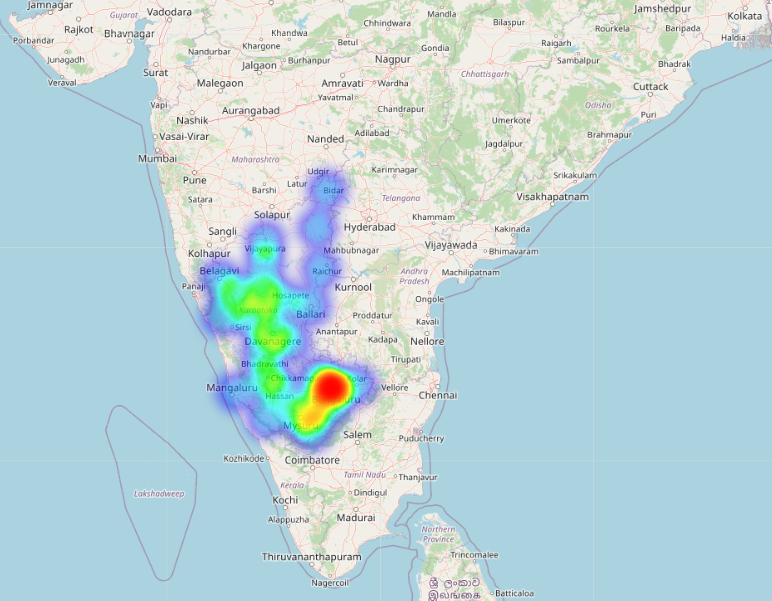 Jamnagar
Vadodara
Mandla
Jamshedpur
Gujarat
Chhindwara
Bilaspur
Kolkata
Rajkot
Bhavnagar
Khandwa
Rourkela
Baripada
Porbandar
Khargone
Betul
Gondia
Raigarh
Haldia
Nandurbar
Burhanpur
Nagpur
Sambalpur
Junagadh
Jalgaon
Bhadrak
Surat
Chhattisgarh
Veraval
Malegaon
Amravati
Wardha
Cuttack
Yavatmal
Vapi
Aurangabad
Chandrapur
Odisha
Puri
Nashik
Umerkote
Vasai-Virar
Nanded
Adilabad
Brahmapur
Jagdalpur
Mumbai
Maharashtra
Udgir
Karimnagar
Srikakulam
Pune
Latur
Barshi
Bidar
Satara
Telangana
Visakhapatnam
Solapur
Khammam
Sangli
Hyderabad
Kakinada
Vijayapura
Mahbubnagar
Vijayawada
Kolhapur
Bhimavaram
Belagavi
Raichur
Andhra
Pradesh
Machilipatnam
Panaji
Kurnool
Hosapete
Ongole
Karnataka
Ballari
Proddatur
Kavali
Sirsi
Anantapur
Davanagere
Kadapa
Nellore
Bhadravathi
Tirupati
Chikkamag
olar
Mangaluru
Vellore
Hassan
uru
Chennai
Mysuru
Salem
Puducherry
Kozhikode
Coimbatore
Tamil Nadu
Thanjavur
Kerala
Lakshadweep
Dindigul
Kochi
Alappuzha
Madurai
Northern
Province
Thiruvananthapuram
Trincomalee
Nagercoil
ශ්‍රී ලංකාව
இலங்கை
Batticaloa